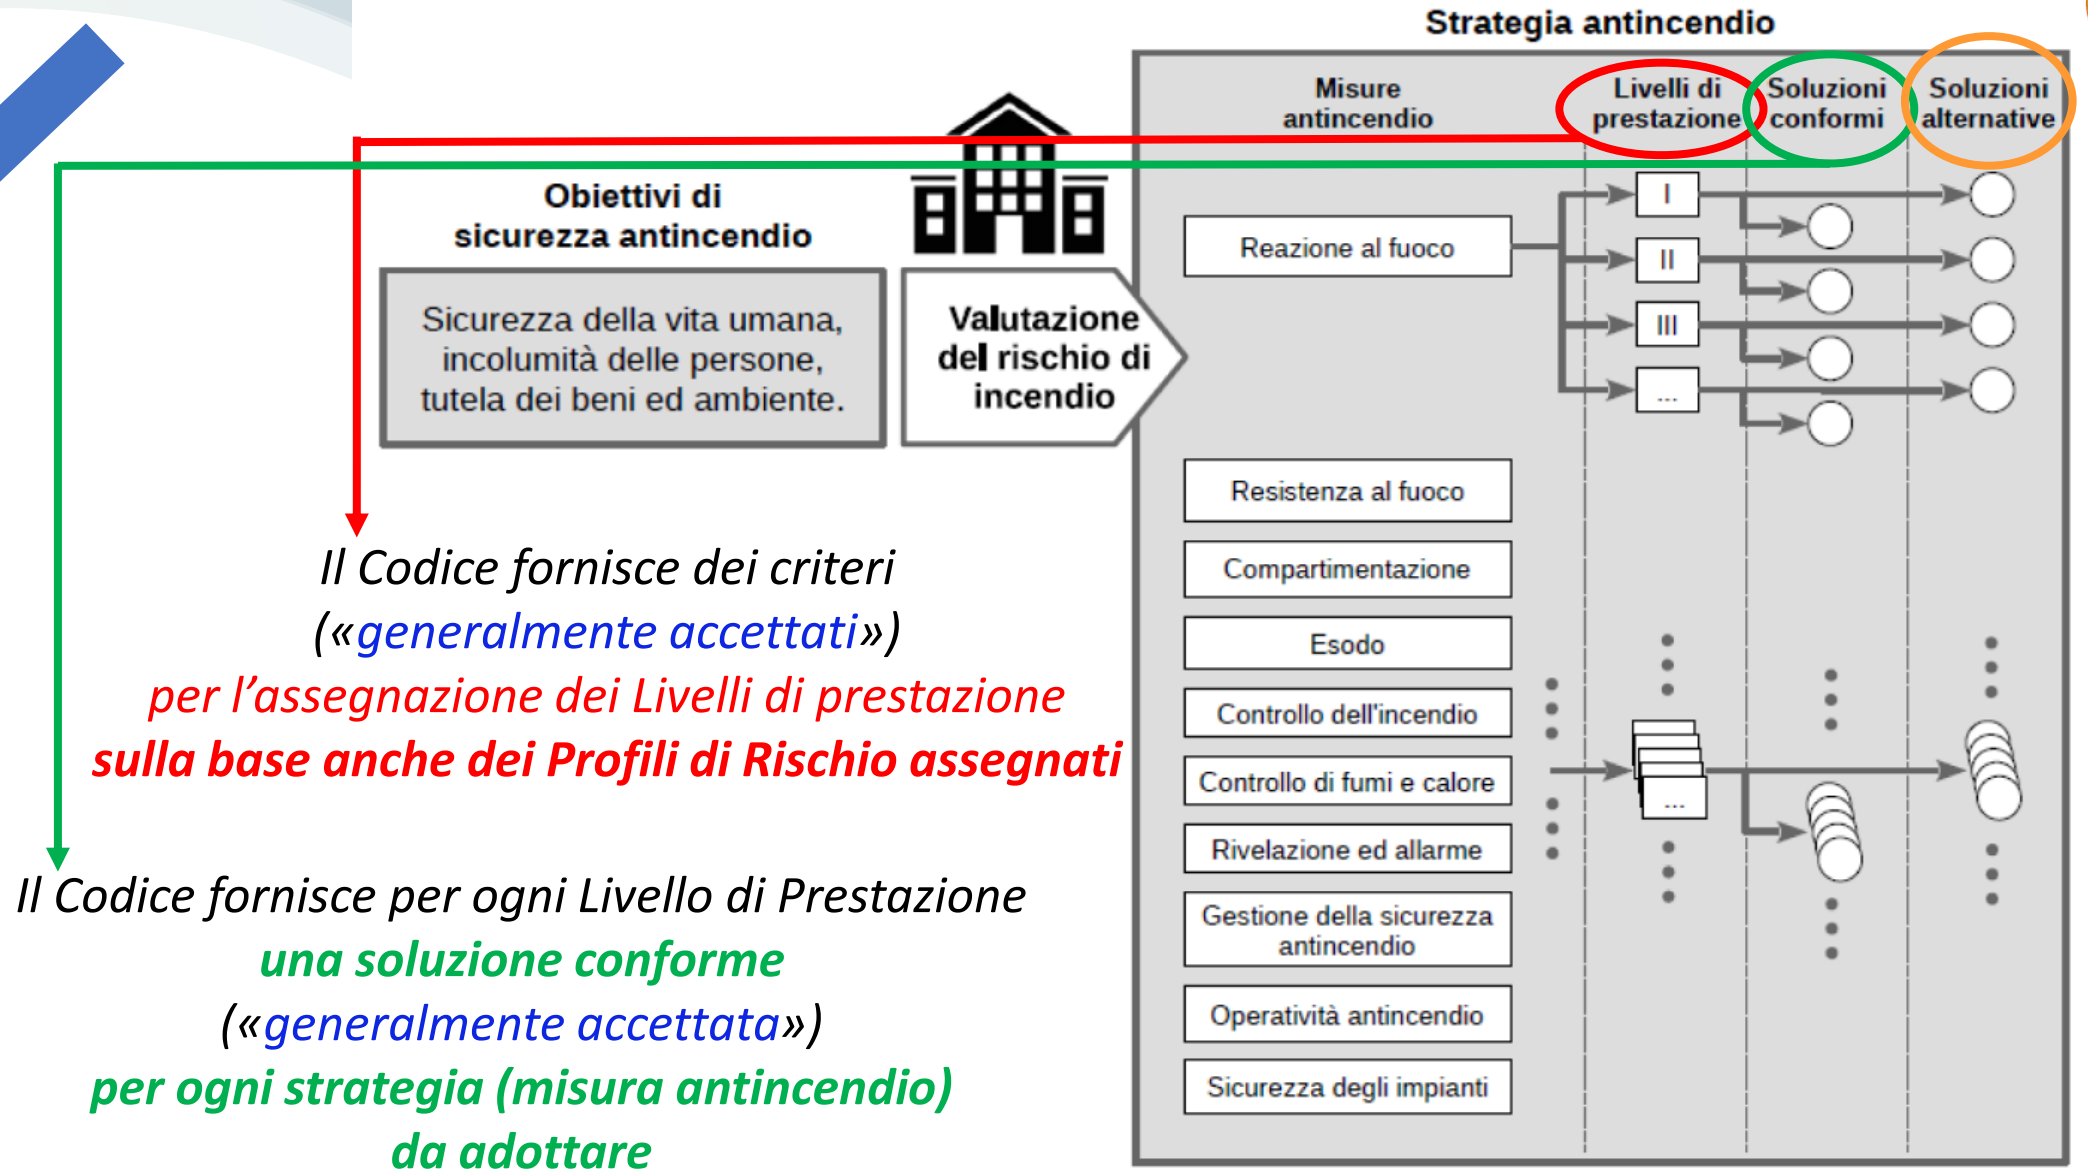 Strategia antincendio
Misure
antincendio
Livelli di
prestazione
Soluzioni
conformi
Soluzioni
alternative
Obiettivi di
sicurezza antincendio
Sicurezza della vita umana,
incolumità delle persone,
tutela dei beni ed ambiente.
Valutazione
del rischio di
incendio
Reazione al fuoco
I
II
III
...
Resistenza al fuoco
Compartimentazione
Esodo
Controllo dell'incendio
Controllo di fumi e calore
Rivelazione ed allarme
Gestione della sicurezza
antincendio
Operatività antincendio
Sicurezza degli impianti
...
Il Codice fornisce dei criteri
(«generalmente accettati»)
per l’assegnazione dei Livelli di prestazione
sulla base anche dei Profili di Rischio assegnati
Il Codice fornisce per ogni Livello di Prestazione
una soluzione conforme
(«generalmente accettata»)
per ogni strategia (misura antincendio)
da adottare